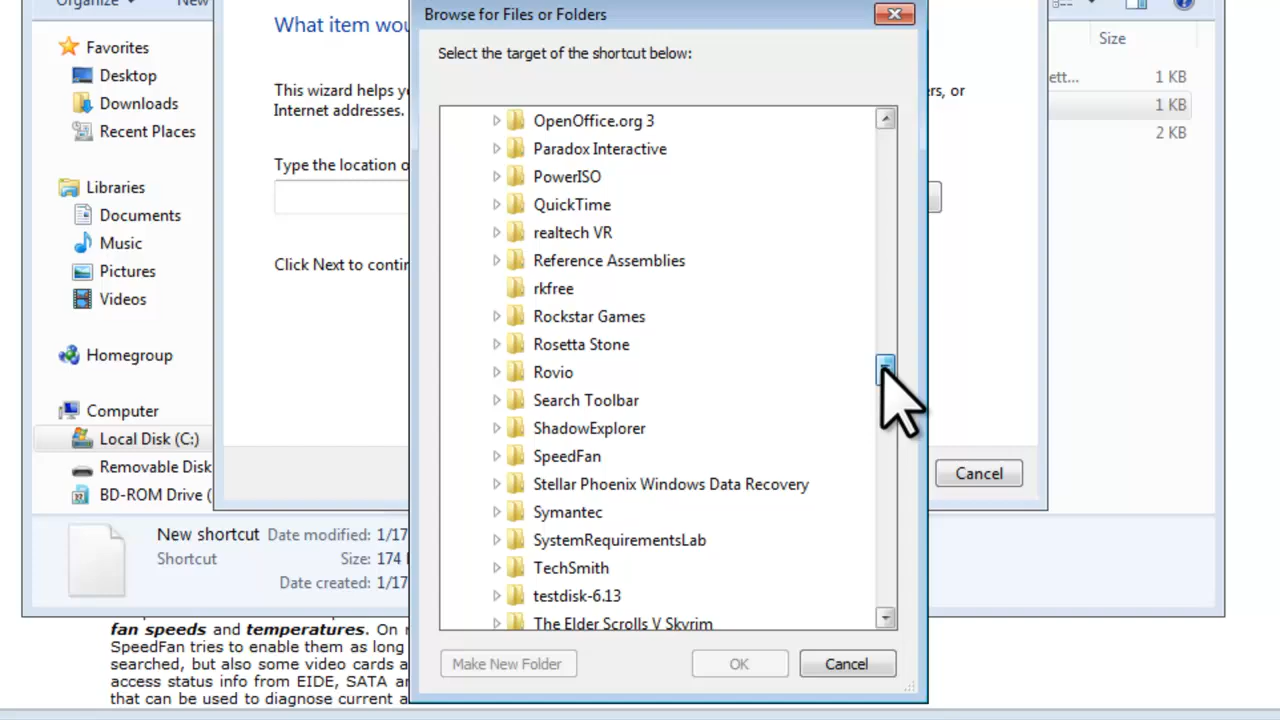 Organize
New
Favorites
Desktop
Downloads
Recent Places
Libraries
Documents
Music
Pictures
Videos
Homegroup
Computer
Local Disk (C:)
Removable Disk
BD-ROM Drive (
What item wou
This wizard helps y
ers, or
Internet addresses.
Type the location o
Click Next to contin
Cancel
Browse for Files or Folders
Select the target of the shortcut below:
OpenOffice.org 3
Paradox Interactive
PowerISO
QuickTime
realtech VR
Reference Assemblies
rkfree
Rockstar Games
Rosetta Stone
Rovio
Search Toolbar
ShadowExplorer
SpeedFan
Stellar Phoenix Windows Data Recovery
Symantec
SystemRequirementsLab
TechSmith
testdisk-6.13
The Elder Scrolls V Skyrim
Make New Folder
OK
Cancel
Size
ett... 1 KB
1 KB
2 KB
New shortcut Date modified: 1/17
Shortcut Size: 174
Date created: 1/17
fan speeds and temperatures. On
SpeedFan tries to enable them as long
searched, but also some video cards a
access status info from EIDE, SATA
that can be used to diagnose current a